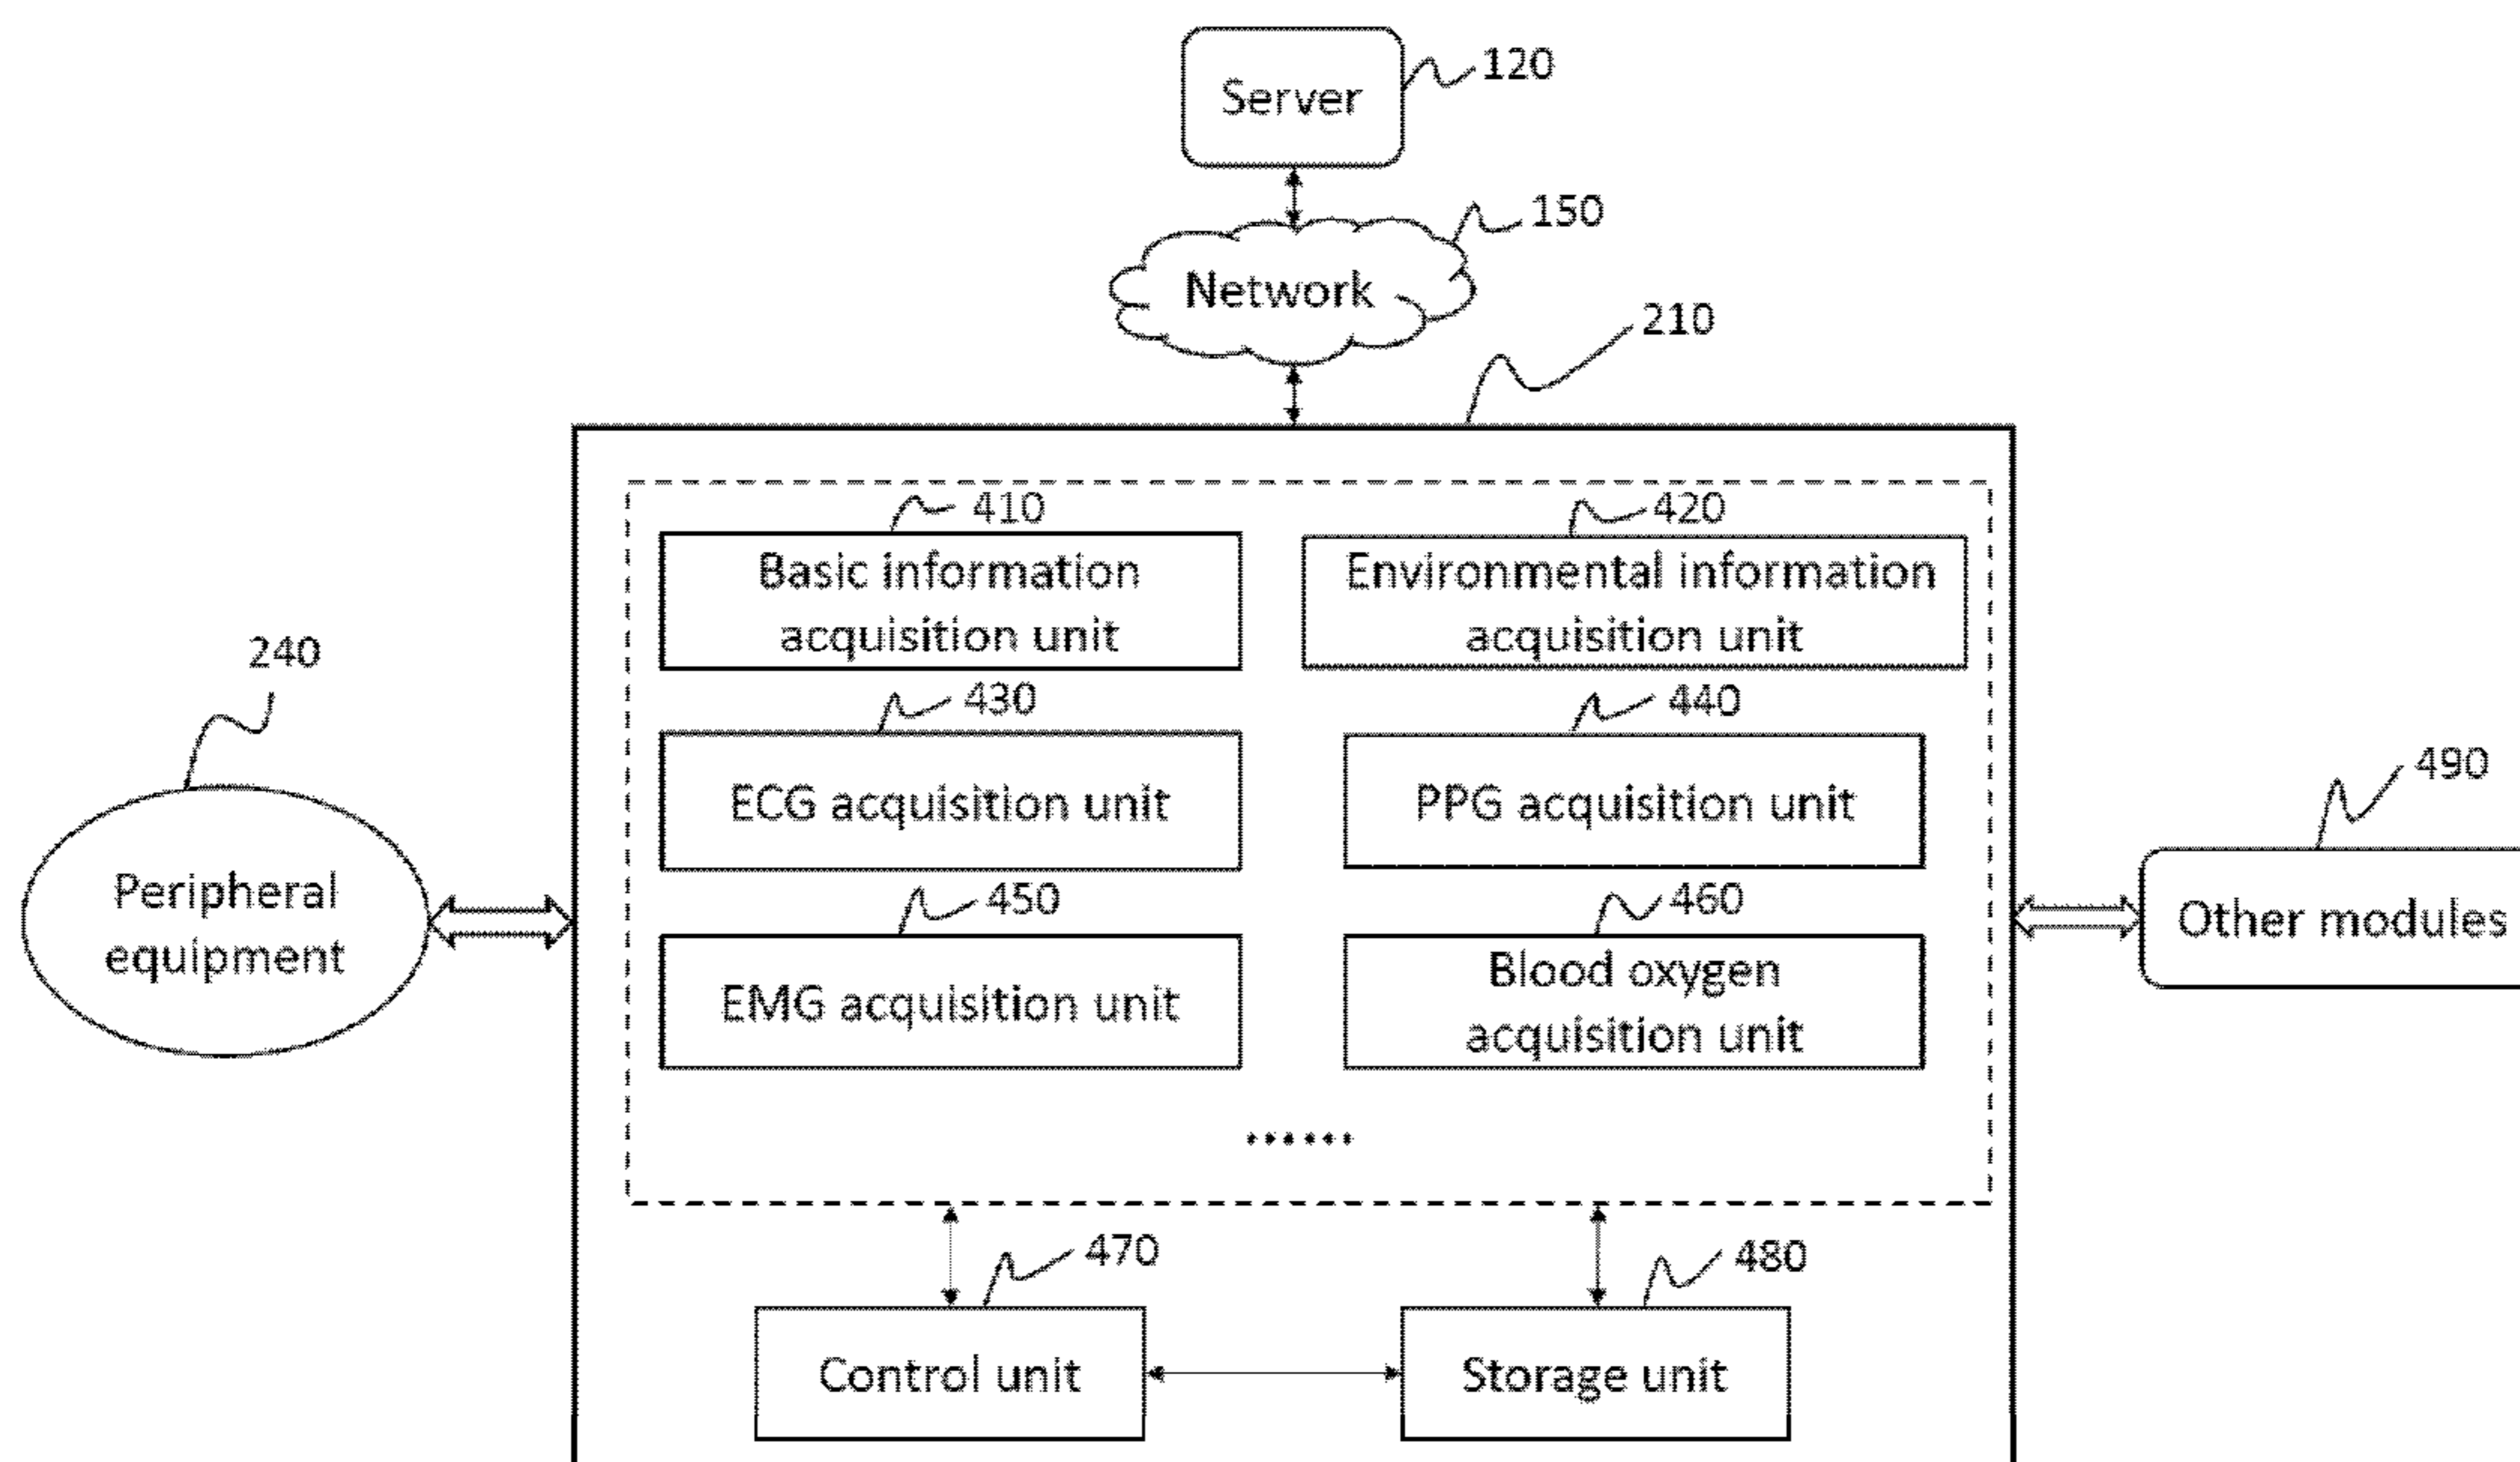 120
Server
150
Network
210
410
420
Basic information
acquisition unit
Environmental information
acquisition unit
240
430
440
ECG acquisition unit
PPG acquisition unit
490
Peripheral
equipment
Other modules
450
460
EMG acquisition unit
Blood oxygen
acquisition unit
......
470
480
Control unit
Storage unit